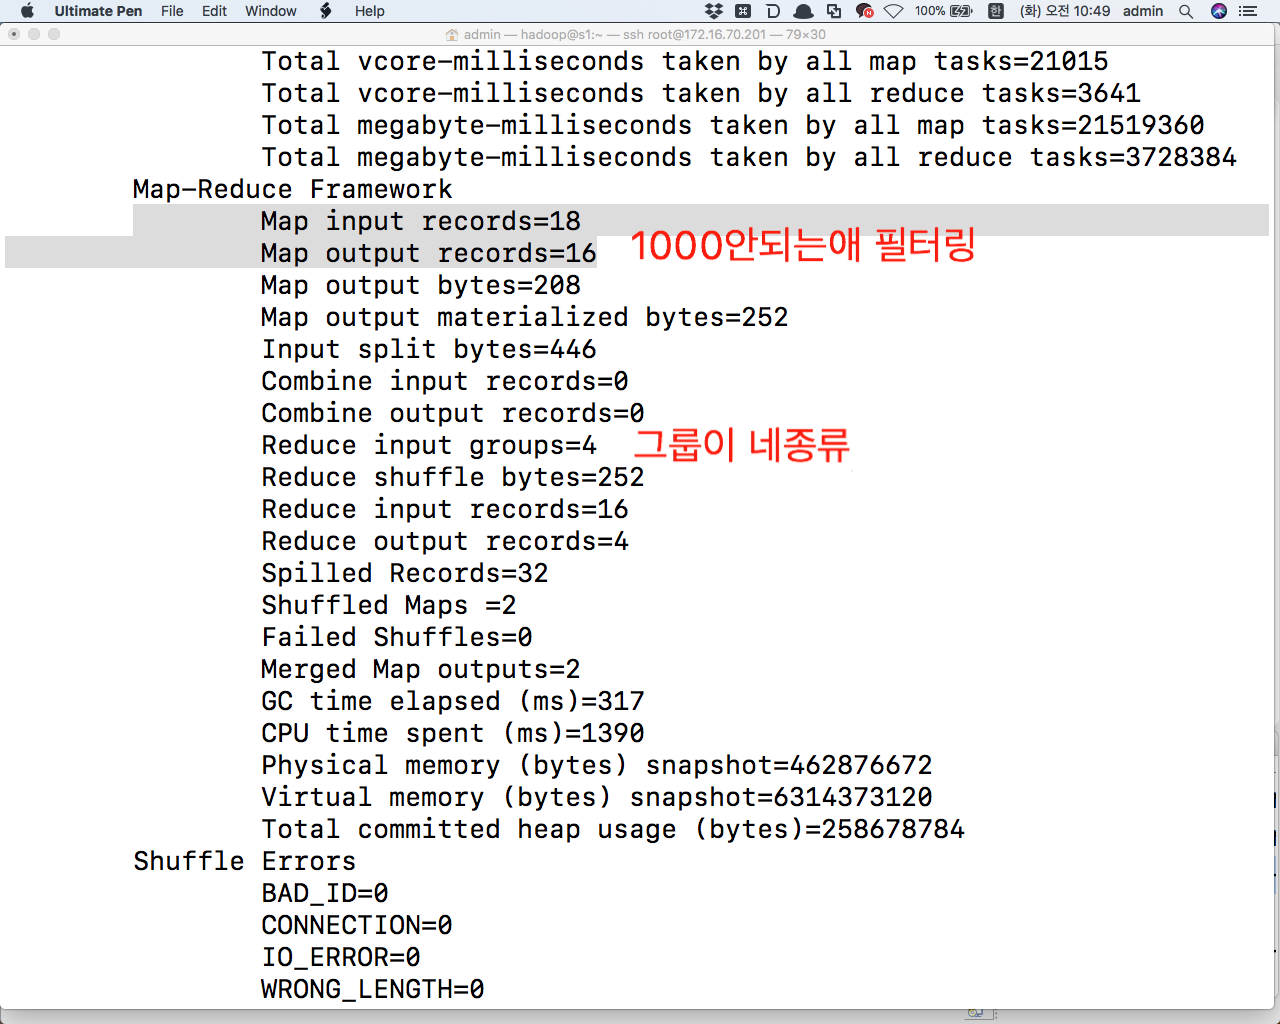 Ultimate Pen File Edit Window Help 100% 한 (화) 오전 10:49 admin
admin — hadoop@s1:~ — ssh root@172.16.70.201 — 79×30
Total vcore-milliseconds taken by all map tasks=21015
Total vcore-milliseconds taken by all reduce tasks=3641
Total megabyte-milliseconds taken by all map tasks=21519360
Total megabyte-milliseconds taken by all reduce tasks=3728384
Map-Reduce Framework
Map input records=18
Map output records=16
1000안되는애 필터링
Map output bytes=208
Map output materialized bytes=252
Input split bytes=446
Combine input records=0
Combine output records=0
Reduce input groups=4 그룹이 네종류
Reduce shuffle bytes=252
Reduce input records=16
Reduce output records=4
Spilled Records=32
Shuffled Maps =2
Failed Shuffles=0
Merged Map outputs=2
GC time elapsed (ms)=317
CPU time spent (ms)=1390
Physical memory (bytes) snapshot=462876672
Virtual memory (bytes) snapshot=6314373120
Total committed heap usage (bytes)=258678784
Shuffle Errors
BAD_ID=0
CONNECTION=0
IO_ERROR=0
WRONG_LENGTH=0